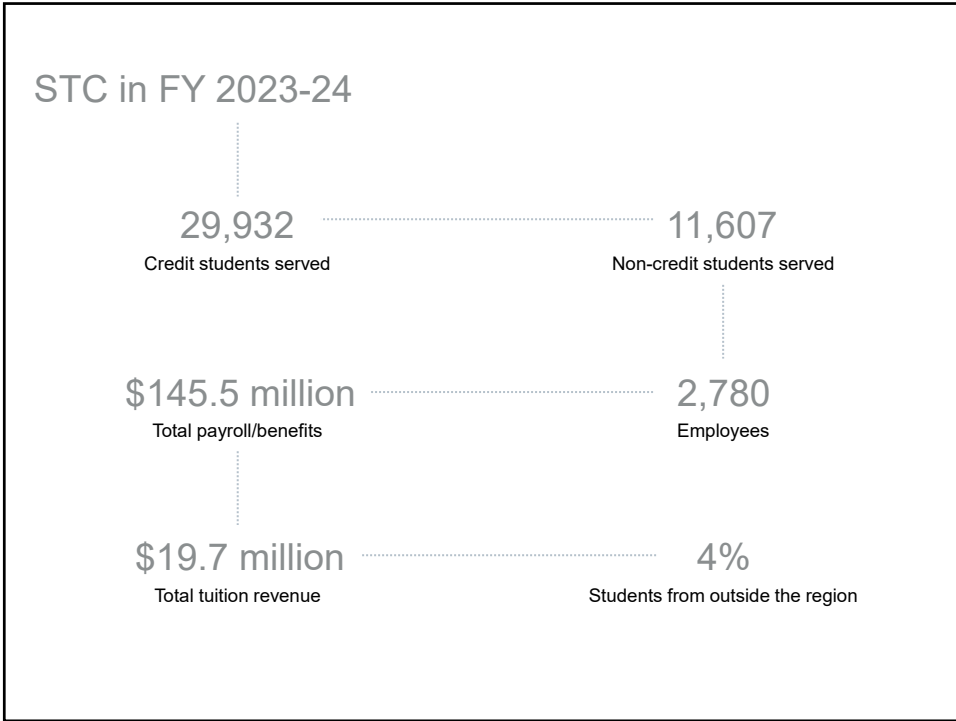 STC in FY 2023-24
29,932
Credit students served
11,607
Non-credit students served
$145.5 million
Total payroll/benefits
2,780
Employees
$19.7 million
Total tuition revenue
4%
Students from outside the region